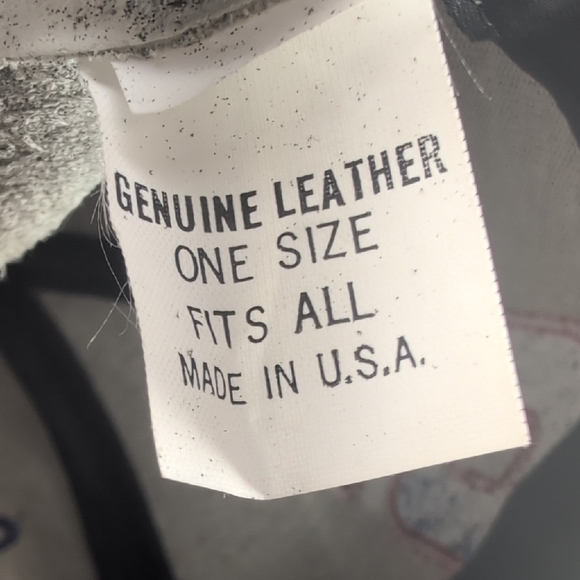 GENUINE LEATHER
ONE SIZE
FITS ALL
MADE IN U.S.A.